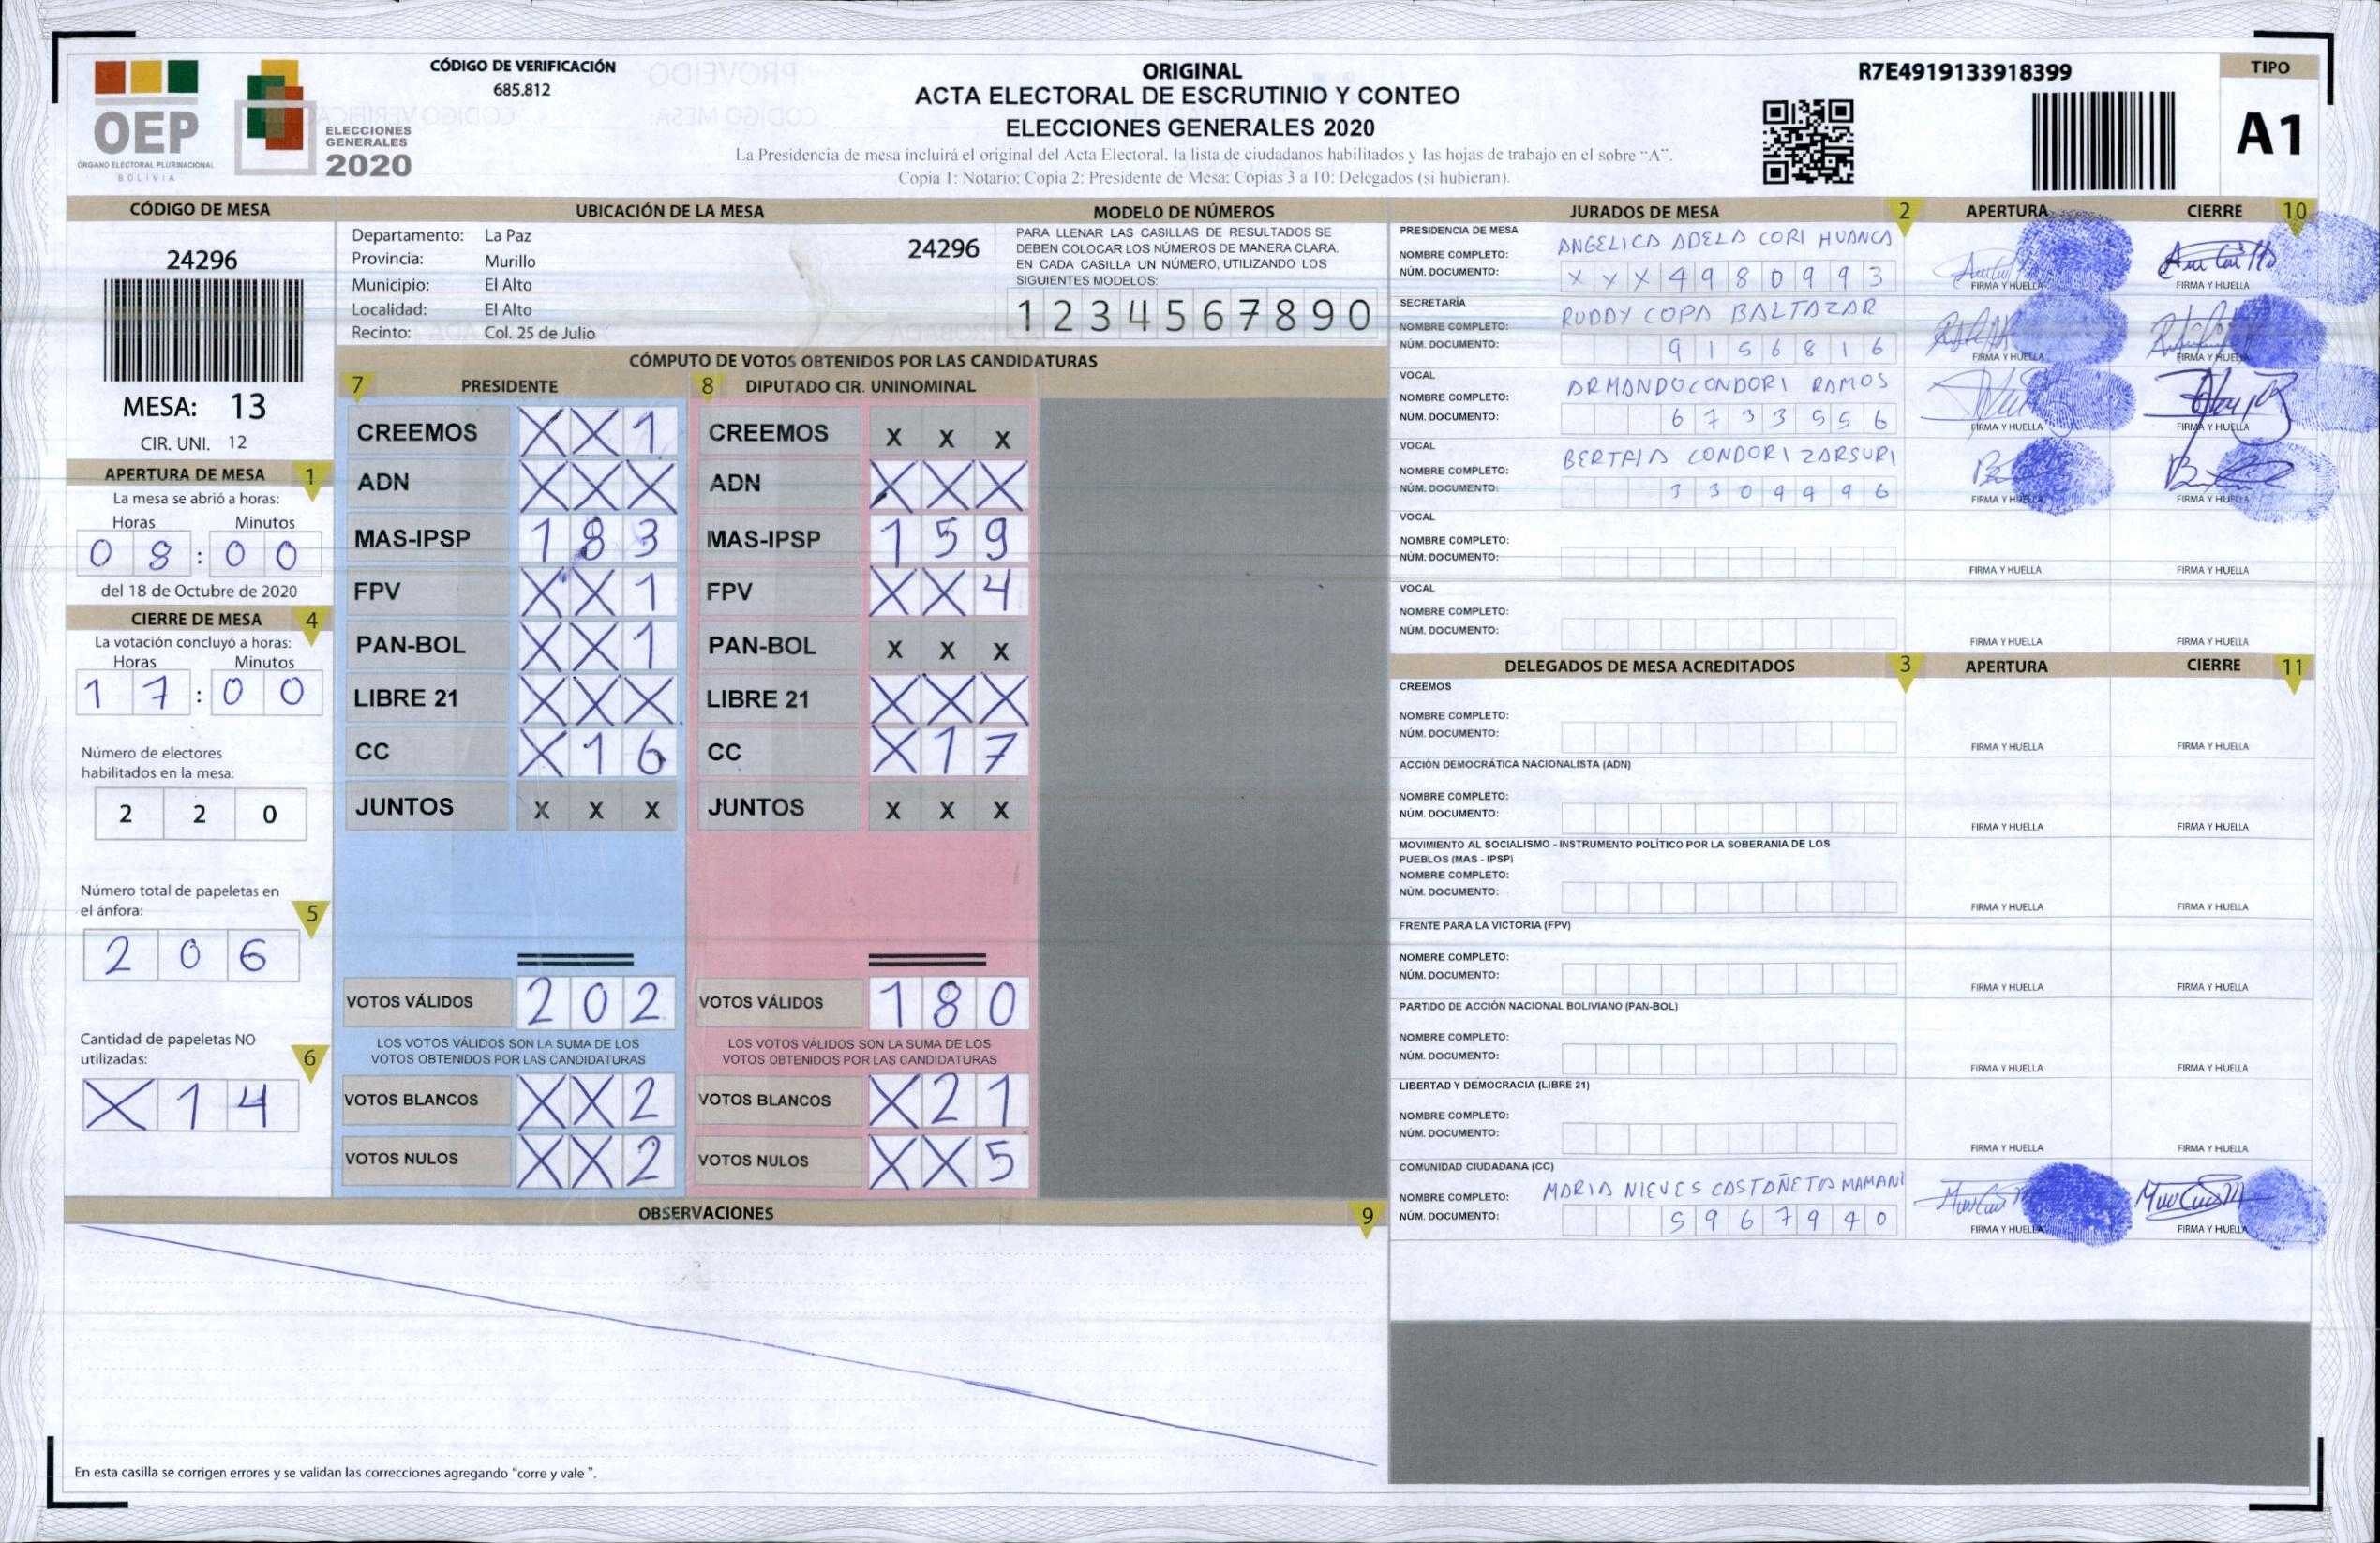 OEP
ÓRGANO ELECTORAL PLURINACIONAL
BOLIVIA
ELECCIONES
GENERALES
2020
CÓDIGO DE VERIFICACIÓN
685.812
ORIGINAL
ACTA ELECTORAL DE ESCRUTINIO Y CONTEO
ELECCIONES GENERALES 2020
La Presidencia de mesa incluirá el original del Acta Electoral, la lista de ciudadanos habilitados y las hojas de trabajo en el sobre "A".
Copia 1: Notario; Copia 2: Presidente de Mesa; Copias 3 a 10: Delegados (si hubieran).
R7E4919133918399
TIPO
A1
CÓDIGO DE MESA
24296
MESA: 13
CIR. UNI. 12
APERTURA DE MESA 1
La mesa se abrió a horas:
Horas Minutos
08:00
del 18 de Octubre de 2020
CIERRE DE MESA 4
La votación concluyó a horas:
Horas Minutos
17:00
Número de electores
habilitados en la mesa:
2 2 0
Número total de papeletas en
el ánfora: 5
2 0 6
Cantidad de papeletas NO
utilizadas: 6
X 1 4
UBICACIÓN DE LA MESA
Departamento: La Paz
24296
Provincia: Murillo
Municipio: El Alto
Localidad: El Alto
Recinto: Col. 25 de Julio
MODELO DE NÚMEROS
PARA LLENAR LAS CASILLAS DE RESULTADOS SE
DEBEN COLOCAR LOS NÚMEROS DE MANERA CLARA.
EN CADA CASILLA UN NÚMERO, UTILIZANDO LOS
SIGUIENTES MODELOS:
1 2 3 4 5 6 7 8 9 0
CÓMPUTO DE VOTOS OBTENIDOS POR LAS CANDIDATURAS
7 PRESIDENTE 8 DIPUTADO CIR. UNINOMINAL
CREEMOS X X 1 CREEMOS X X X
ADN X X X ADN X X X
MAS-IPSP 1 8 3 MAS-IPSP 1 5 9
FPV X X 1 FPV X X 4
PAN-BOL X X 1 PAN-BOL X X X
LIBRE 21 X X X LIBRE 21 X X X
CC X 1 6 CC X 1 7
JUNTOS X X X JUNTOS X X X
VOTOS VÁLIDOS 2 0 2 VOTOS VÁLIDOS 1 8 0
LOS VOTOS VÁLIDOS SON LA SUMA DE LOS LOS VOTOS VÁLIDOS SON LA SUMA DE LOS
VOTOS OBTENIDOS POR LAS CANDIDATURAS VOTOS OBTENIDOS POR LAS CANDIDATURAS
VOTOS BLANCOS X X 2 VOTOS BLANCOS X 2 1
VOTOS NULOS X X 2 VOTOS NULOS X X 5
OBSERVACIONES 9
En esta casilla se corrigen errores y se validan las correcciones agregando "corre y vale ".
JURADOS DE MESA 2 APERTURA CIERRE 10
PRESIDENCIA DE MESA
NOMBRE COMPLETO: ANGELICA ADELA CORI HUANCA
NÚM. DOCUMENTO: X X X 4 9 8 0 9 9 3
FIRMA Y HUELLA FIRMA Y HUELLA
SECRETARÍA
NOMBRE COMPLETO: RUDDY COPA BALTAZAR
NÚM. DOCUMENTO: 9 1 5 6 8 1 6
FIRMA Y HUELLA FIRMA Y HUELLA
VOCAL
NOMBRE COMPLETO: ARMANDO CONDORI RAMOS
NÚM. DOCUMENTO: 6 7 3 3 5 5 6
FIRMA Y HUELLA FIRMA Y HUELLA
VOCAL
NOMBRE COMPLETO: CONDORI ZARSURI
NÚM. DOCUMENTO: 3 3 0 9 9 9 6
FIRMA Y HUELLA FIRMA Y HUELLA
VOCAL
NOMBRE COMPLETO:
NÚM. DOCUMENTO:
FIRMA Y HUELLA FIRMA Y HUELLA
VOCAL
NOMBRE COMPLETO:
NÚM. DOCUMENTO:
FIRMA Y HUELLA FIRMA Y HUELLA
DELEGADOS DE MESA ACREDITADOS 3 APERTURA CIERRE 11
CREEMOS
NOMBRE COMPLETO:
NÚM. DOCUMENTO:
FIRMA Y HUELLA FIRMA Y HUELLA
ACCIÓN DEMOCRÁTICA NACIONALISTA (ADN)
NOMBRE COMPLETO:
NÚM. DOCUMENTO:
FIRMA Y HUELLA FIRMA Y HUELLA
MOVIMIENTO AL SOCIALISMO - INSTRUMENTO POLÍTICO POR LA SOBERANIA DE LOS
PUEBLOS (MAS - IPSP)
NOMBRE COMPLETO:
NÚM. DOCUMENTO:
FIRMA Y HUELLA FIRMA Y HUELLA
FRENTE PARA LA VICTORIA (FPV)
NOMBRE COMPLETO:
NÚM. DOCUMENTO:
FIRMA Y HUELLA FIRMA Y HUELLA
PARTIDO DE ACCIÓN NACIONAL BOLIVIANO (PAN-BOL)
NOMBRE COMPLETO:
NÚM. DOCUMENTO:
FIRMA Y HUELLA FIRMA Y HUELLA
LIBERTAD Y DEMOCRACIA (LIBRE 21)
NOMBRE COMPLETO:
NÚM. DOCUMENTO:
FIRMA Y HUELLA FIRMA Y HUELLA
COMUNIDAD CIUDADANA (CC)
NOMBRE COMPLETO: MARIA NIEVES CASTAÑETA MAMANI
NÚM. DOCUMENTO: 5 9 6 7 9 4 0
FIRMA Y HUELLA FIRMA Y HUELLA